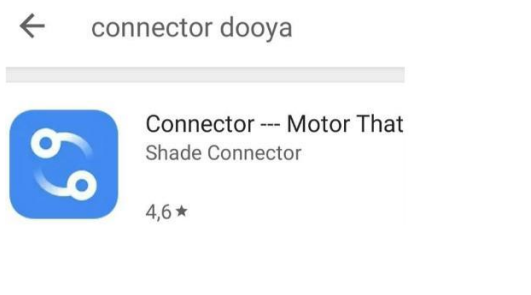 connector dooya
Connector --- Motor That
Shade Connector
4,6★